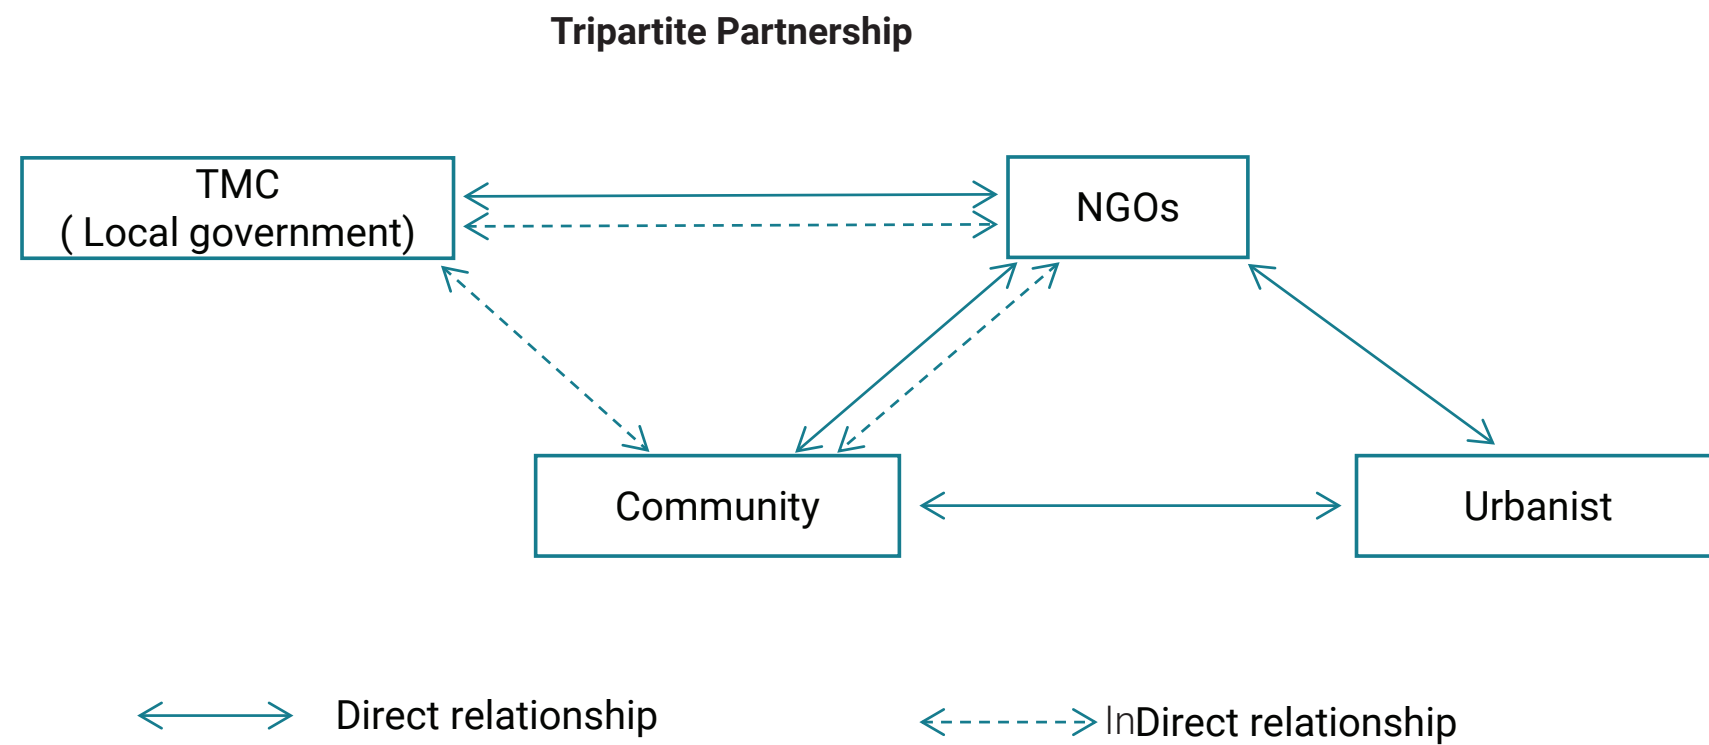 Tripartite Partnership
TMC
( Local government)
NGOs
Community
Urbanist
Direct relationship
InDirect relationship